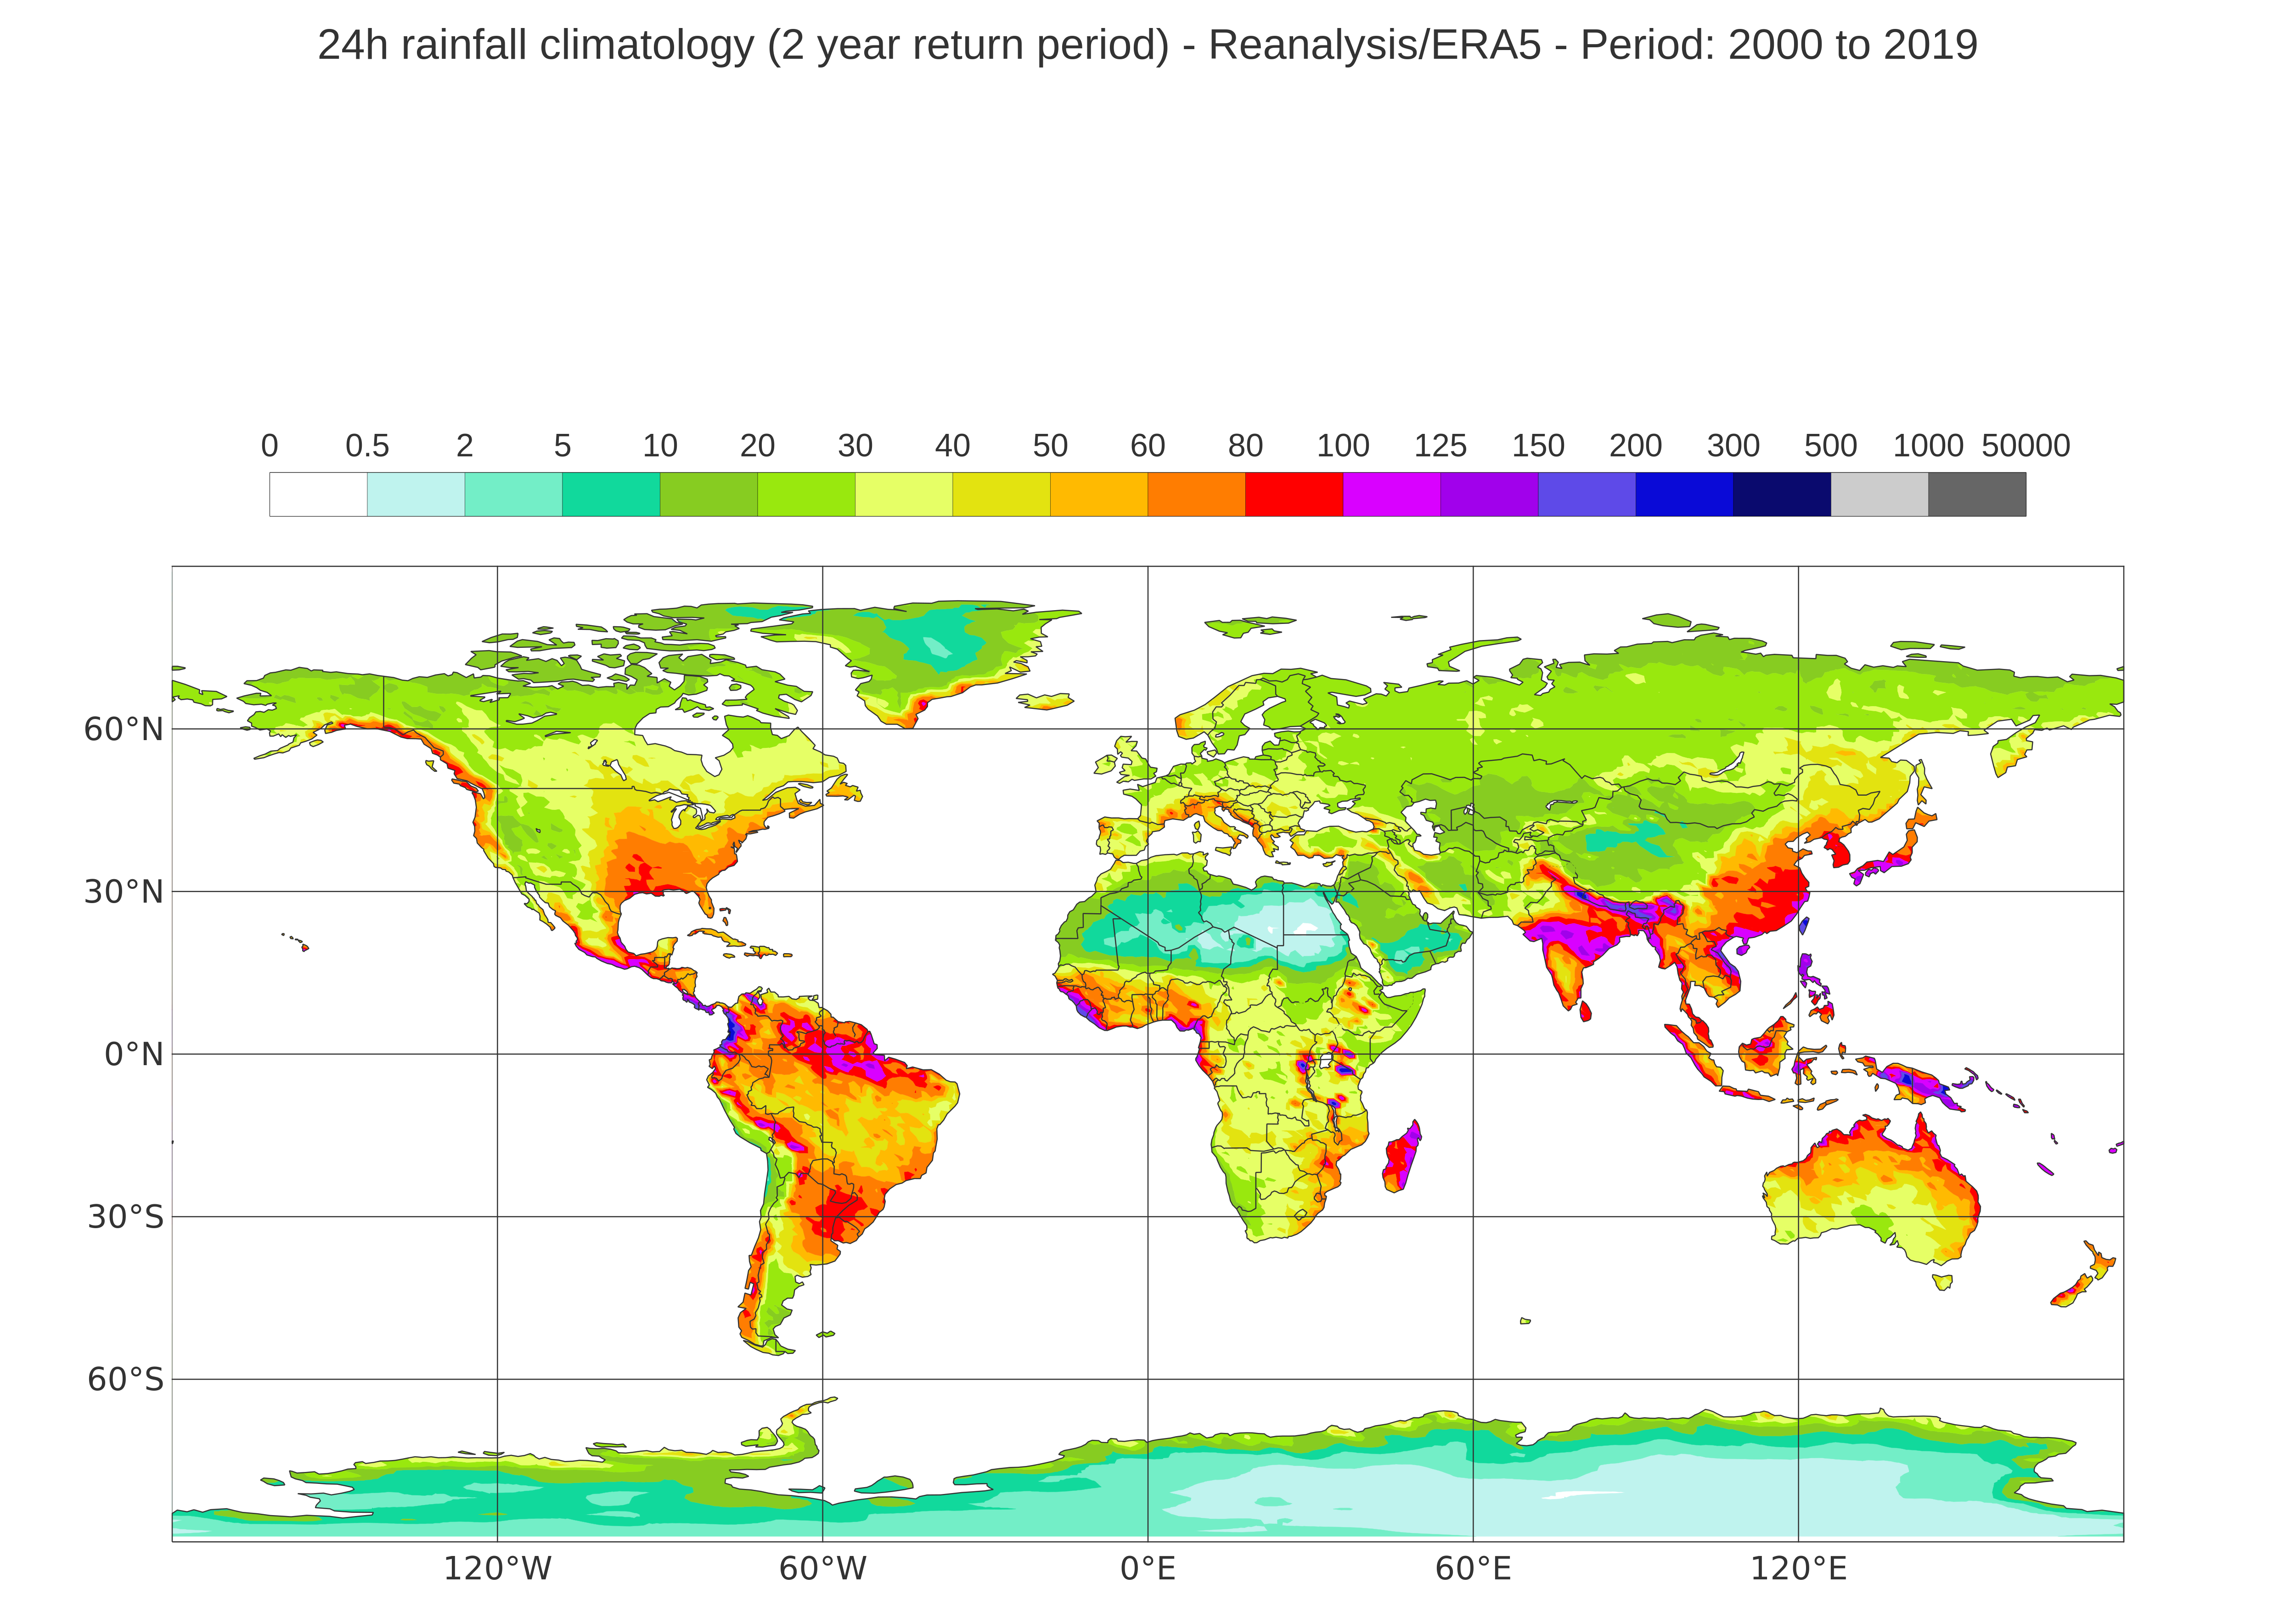 24h rainfall climatology (2 year return period) - Reanalysis/ERA5 - Period: 2000 to 2019
0 0.5 2 5 10 20 30 40 50 60 80 100 125 150 200 300 500 1000 50000
60°N
30°N
0°N
30°S
60°S
120°W 60°W 0°E 60°E 120°E